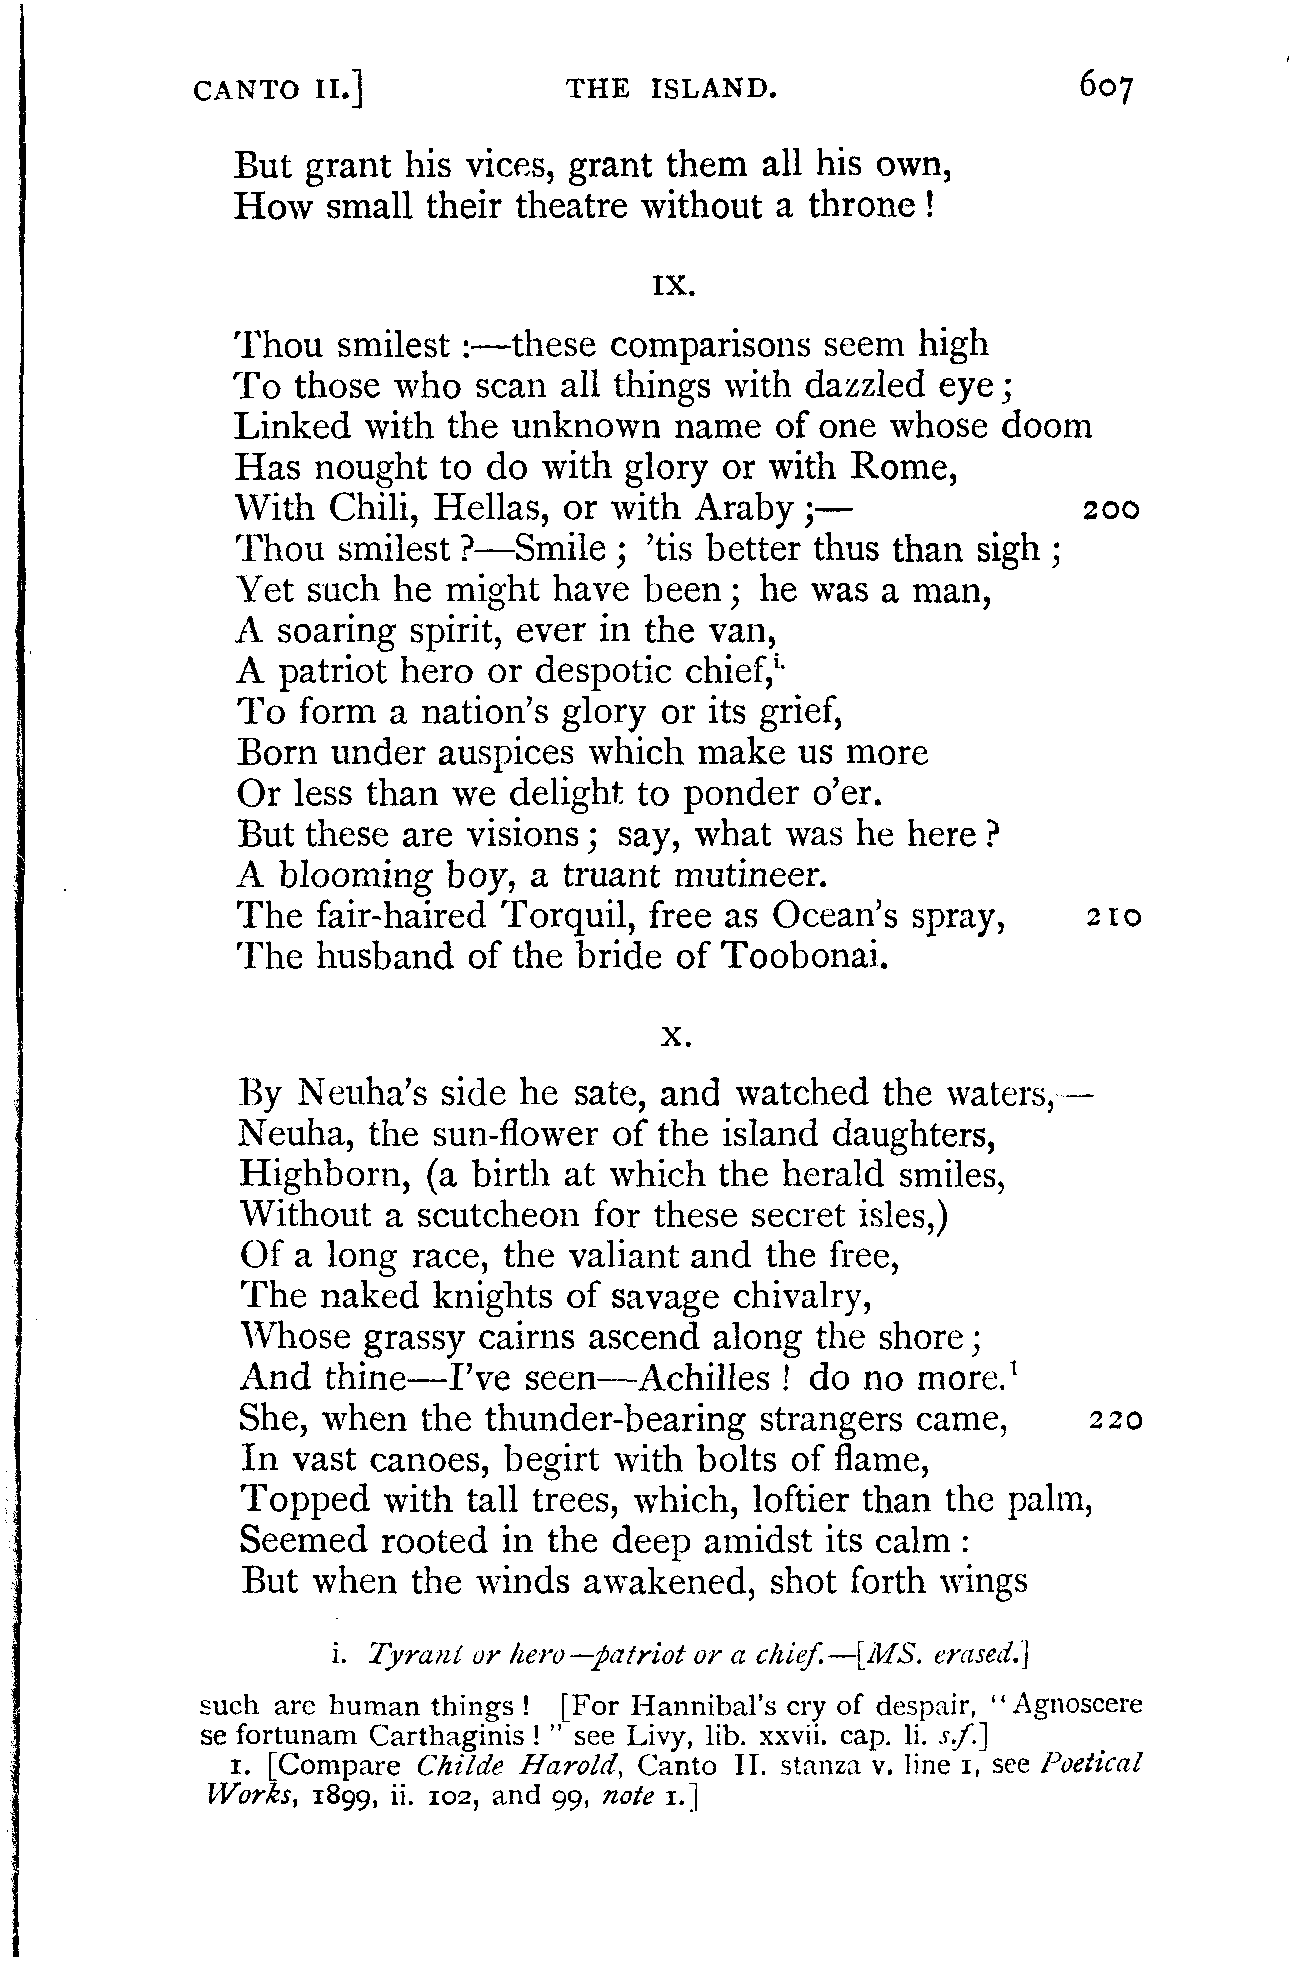 CANTO II.] THE ISLAND. 607
But grant his vices, grant them all his own,
How small their theatre without a throne !
IX.
Thou smilest :—these comparisons seem high
To those who scan all things with dazzled eye ;
Linked with the unknown name of one whose doom
Has nought to do with glory or with Rome,
With Chili, Hellas, or with Araby ;— 200
Thou smilest ?—Smile ; 'tis better thus than sigh ;
Yet such he might have been ; he was a man,
A soaring spirit, ever in the van,
A patriot hero or despotic chief,i.
To form a nation's glory or its grief,
Born under auspices which make us more
Or less than we delight to ponder o'er.
But these are visions ; say, what was he here ?
A blooming boy, a truant mutineer.
The fair-haired Torquil, free as Ocean's spray, 210
The husband of the bride of Toobonai.
X.
By Neuha's side he sate, and watched the waters,—
Neuha, the sun-flower of the island daughters,
Highborn, (a birth at which the herald smiles,
Without a scutcheon for these secret isles,)
Of a long race, the valiant and the free,
The naked knights of savage chivalry,
Whose grassy cairns ascend along the shore ;
And thine—I've seen—Achilles ! do no more.1
She, when the thunder-bearing strangers came, 220
In vast canoes, begirt with bolts of flame,
Topped with tall trees, which, loftier than the palm,
Seemed rooted in the deep amidst its calm :
But when the winds awakened, shot forth wings
i. Tyrant or hero—patriot or a chief.—[MS. erased.]
such are human things ! [For Hannibal's cry of despair, "Agnoscere
se fortunam Carthaginis ! " see Livy, lib. xxvii. cap. li. s.f.]
1. [Compare Childe Harold, Canto II. stanza v. line 1, see Poetical
Works, 1899, ii. 102, and 99, note 1.]